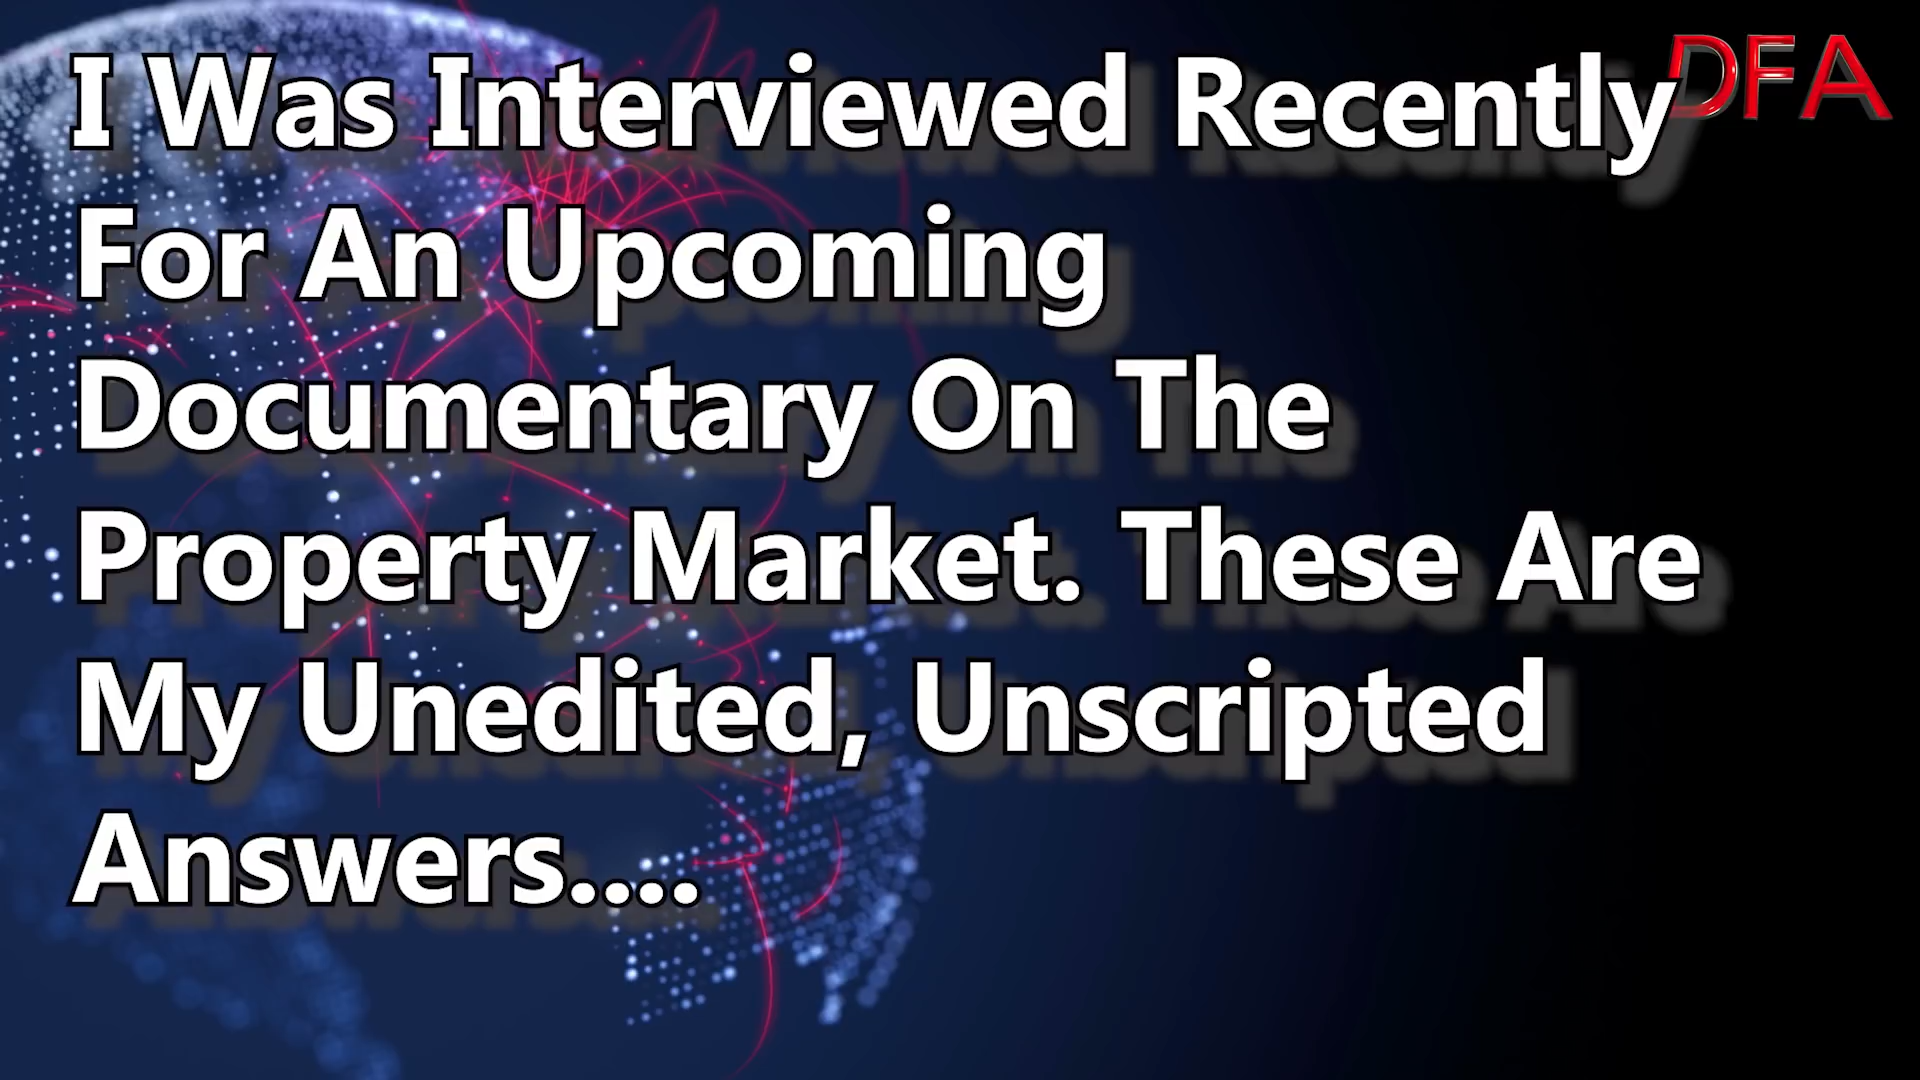 I Was Interviewed Recently
DFA
For An Upcoming
Documentary On The
Property Market. These Are
My Unedited, Unscripted
Answers....